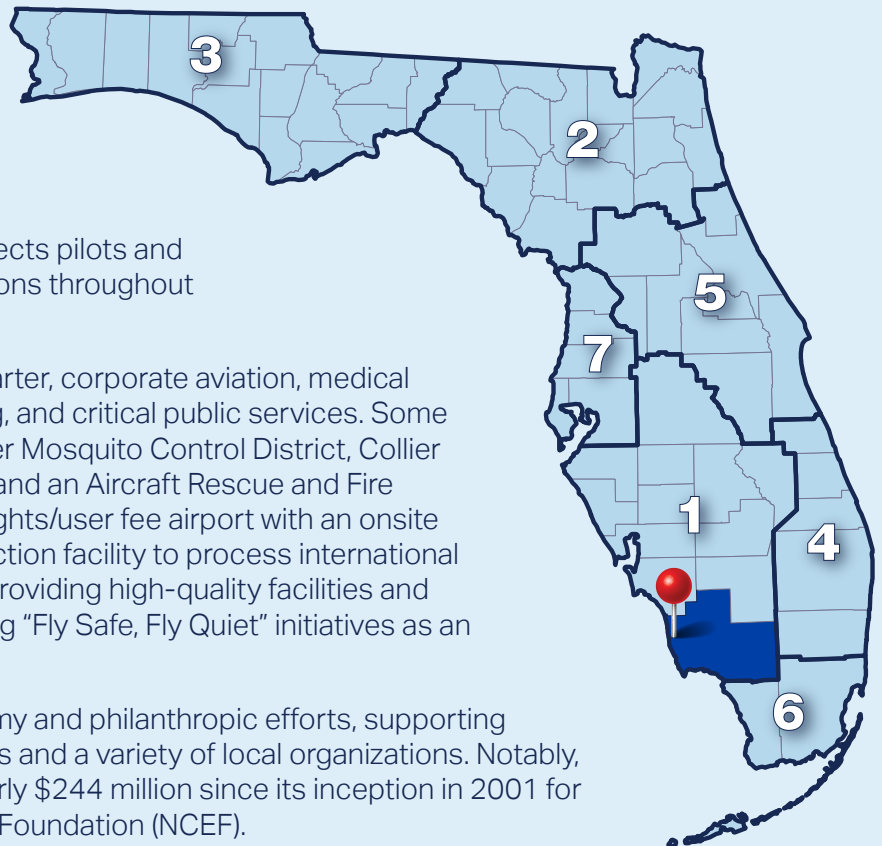 3
2
ects pilots and
ons throughout
5
7
arter, corporate aviation, medical
g, and critical public services. Some
er Mosquito Control District, Collier
and an Aircraft Rescue and Fire
1
ghts/user fee airport with an onsite
4
ction facility to process international
roviding high-quality facilities and
g “Fly Safe, Fly Quiet” initiatives as an
6
my and philanthropic efforts, supporting
s and a variety of local organizations. Notably,
rly $244 million since its inception in 2001 for
Foundation (NCEF).